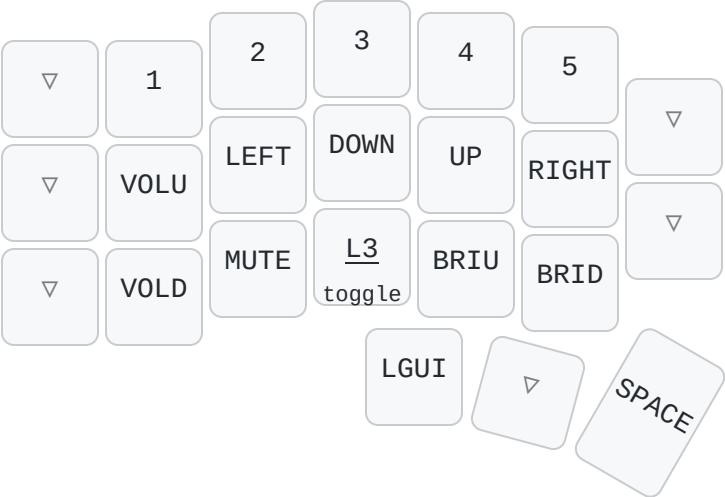 ▽ 1 2 3 4 5 ▽
▽ VOLU LEFT DOWN UP RIGHT ▽
▽ VOLD MUTE L3 BRIU BRID
toggle
LGUI ▽ SPACE